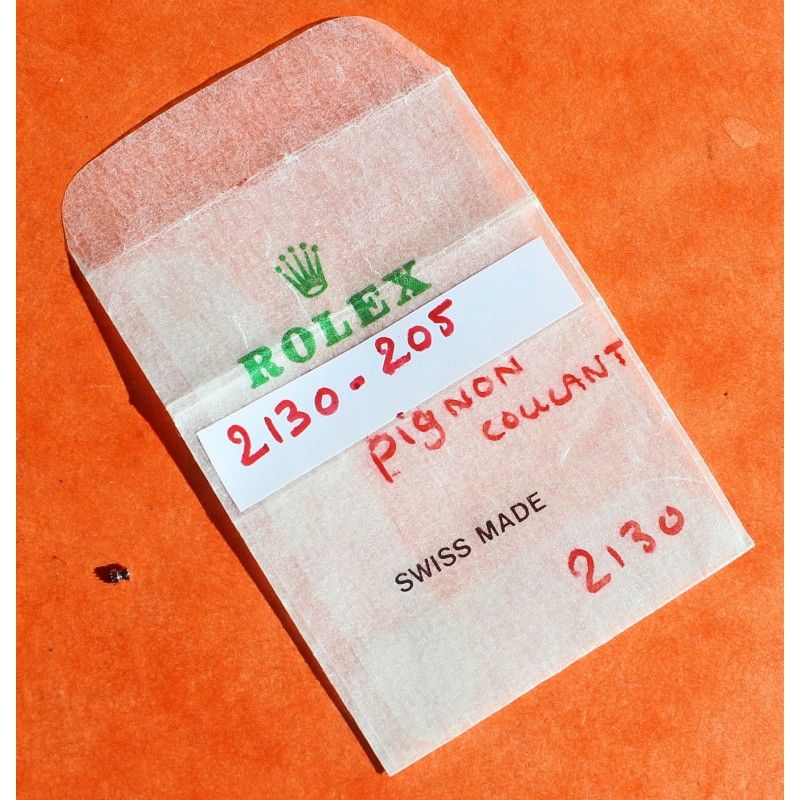 ROLEX
2130-205
pignon
coulant
SWISS MADE
2130